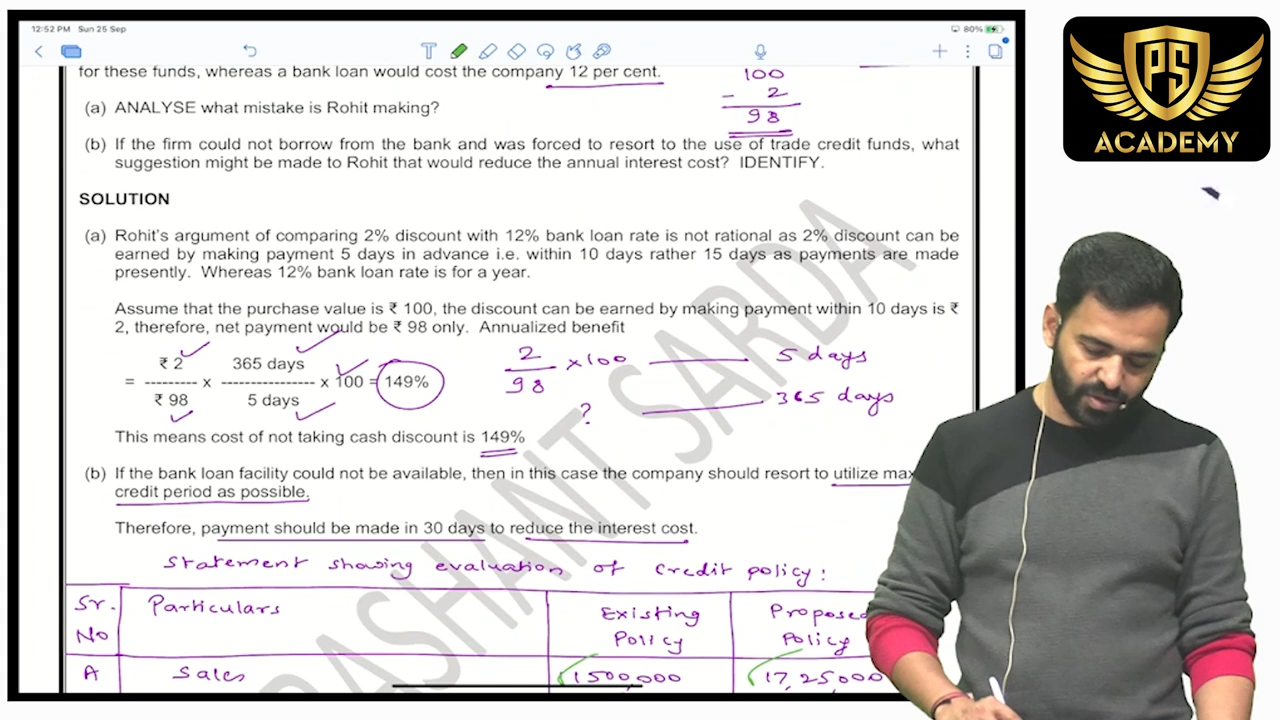 12:52 PM Sun 25 Sep
80%
for these funds, whereas a bank loan would cost the company 12 per cent.
100
- 2
98
(a) ANALYSE what mistake is Rohit making?
(b) If the firm could not borrow from the bank and was forced to resort to the use of trade credit funds, what
suggestion might be made to Rohit that would reduce the annual interest cost? IDENTIFY.
SOLUTION
(a) Rohit's argument of comparing 2% discount with 12% bank loan rate is not rational as 2% discount can be
earned by making payment 5 days in advance i.e. within 10 days rather 15 days as payments are made
presently. Whereas 12% bank loan rate is for a year.
Assume that the purchase value is ₹ 100, the discount can be earned by making payment within 10 days is ₹
2, therefore, net payment would be ₹ 98 only. Annualized benefit
₹ 2 365 days
= --------- x ---------------- x 100 = 149%
₹ 98 5 days
2/98 x100 5 days
? 365 days
This means cost of not taking cash discount is 149%
(b) If the bank loan facility could not be available, then in this case the company should resort to utilize max
credit period as possible.
Therefore, payment should be made in 30 days to reduce the interest cost.
Statement showing evaluation of credit policy:
Sr. No Particulars Existing Policy Proposed Policy
A Sales 1500,000 17,25,000
PRASHANT SARDA
PS
ACADEMY